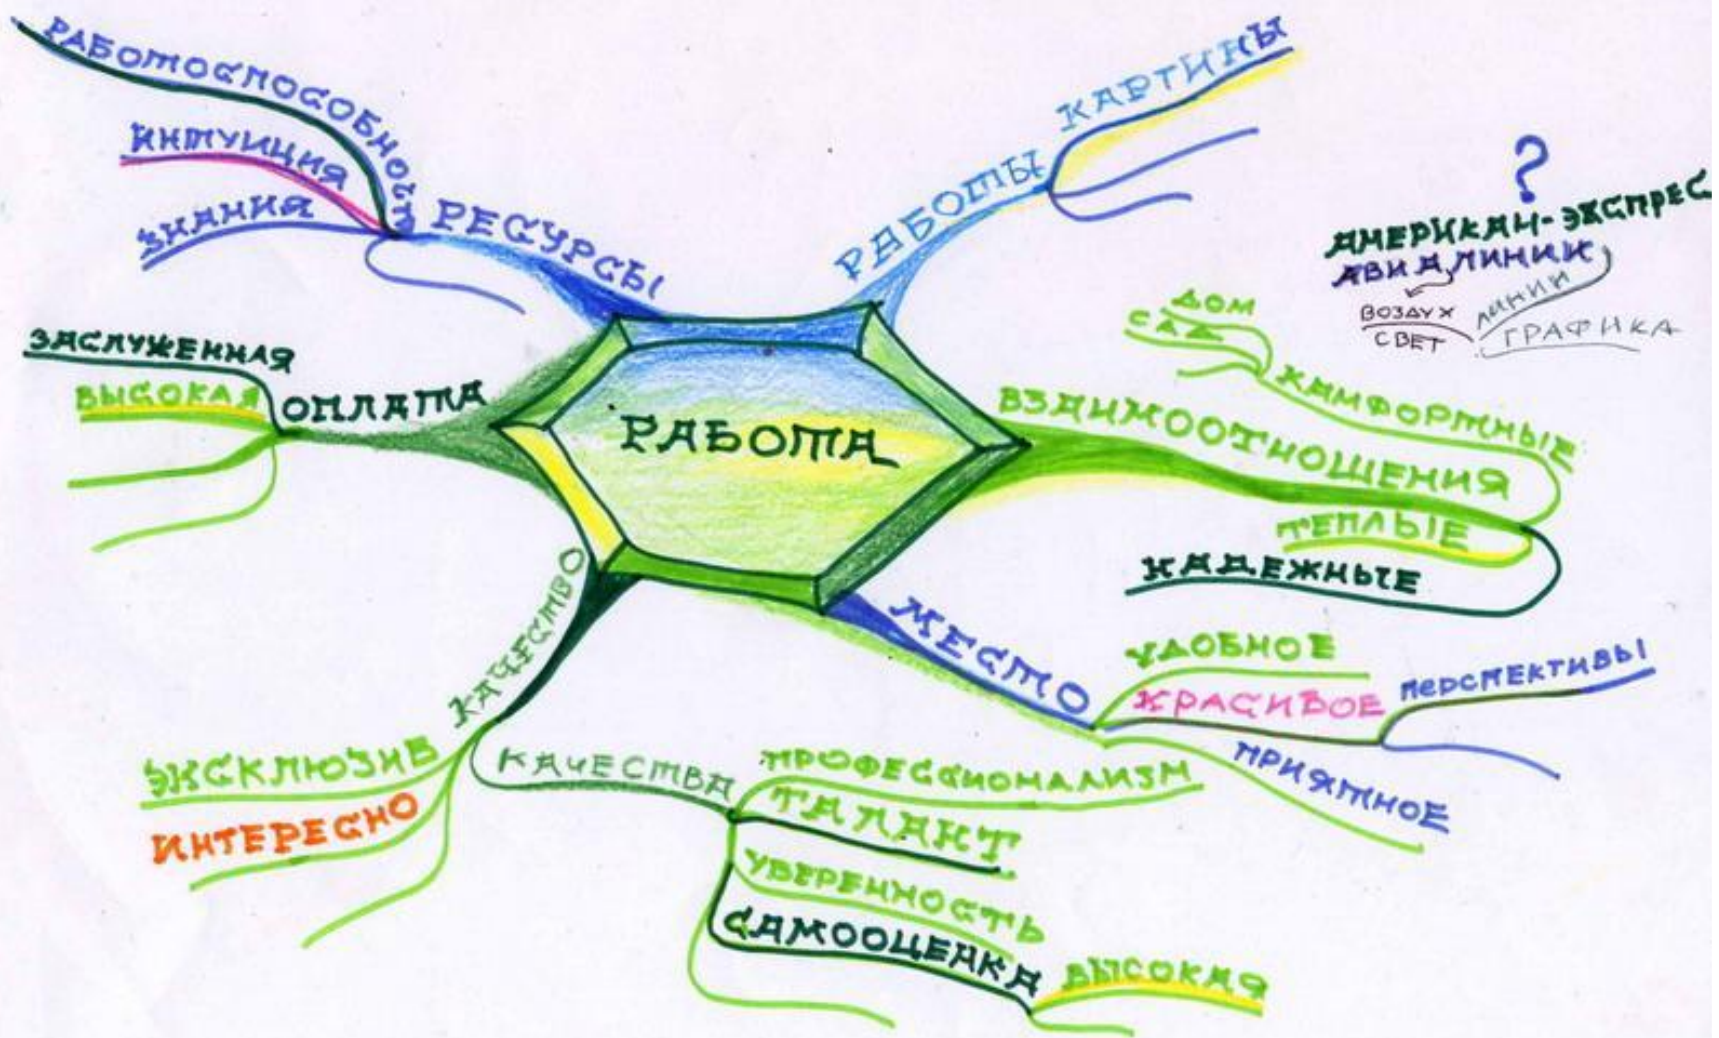 РАБОТА
РЕСУРСЫ
РАБОТОСПОСОБНОСТЬ
ИНТУИЦИЯ
ЗНАНИЯ
РАБОТЫ
КАРТИНЫ
?
АМЕРИКАН-ЭКСПРЕС
АВИАЛИНИИ
ВОЗДУХ
СВЕТ
ЛИНИИ
ГРАФИКА
ВЗАИМООТНОШЕНИЯ
КАМФОРТНЫЕ
ДОМ
САД
ТЕПЛЫЕ
НАДЕЖНЫЕ
МЕСТО
УДОБНОЕ
КРАСИВОЕ
ПЕРСПЕКТИВЫ
ПРИЯТНОЕ
КАЧЕСТВО
КАЧЕСТВА
ПРОФЕССИОНАЛИЗМ
ТАЛАНТ
УВЕРЕННОСТЬ
САМООЦЕНКА
ВЫСОКАЯ
ЭКСКЛЮЗИВ
ИНТЕРЕСНО
ОПЛАТА
ЗАСЛУЖЕННАЯ
ВЫСОКАЯ